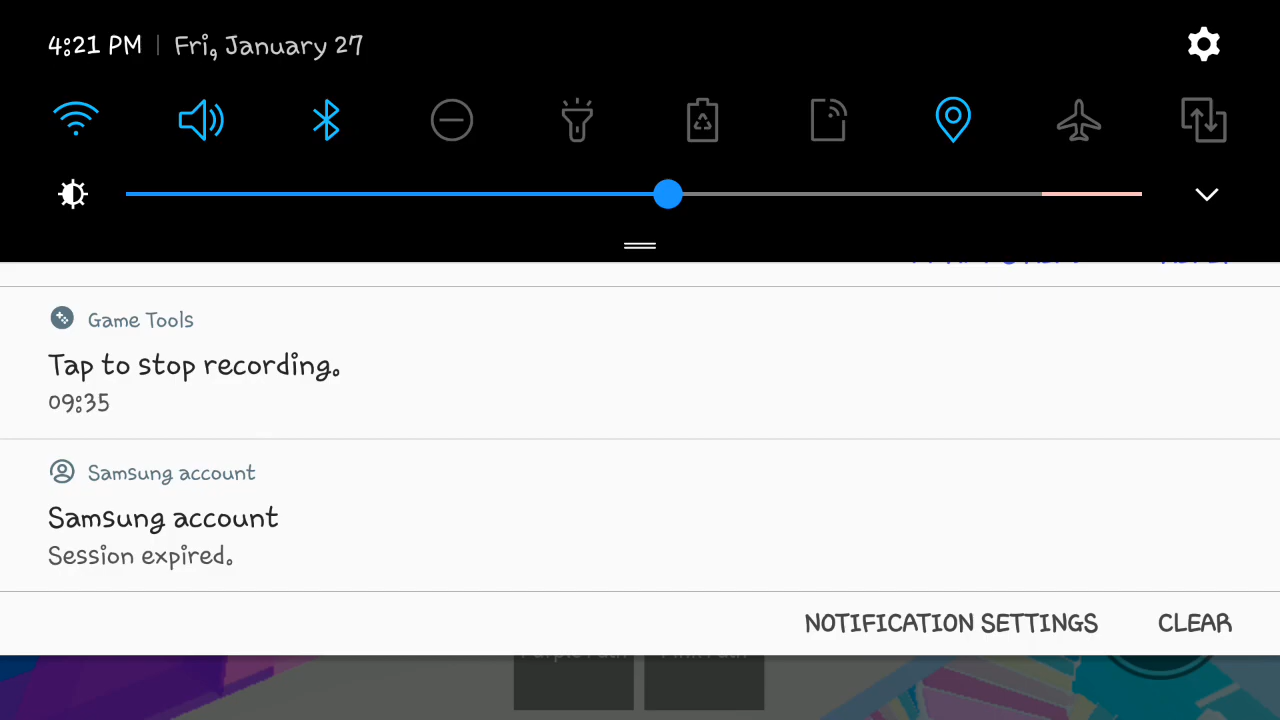 4:21 PM | Fri, January 27
Game Tools
Tap to stop recording.
09:35
Samsung account
Samsung account
Session expired.
NOTIFICATION SETTINGS CLEAR